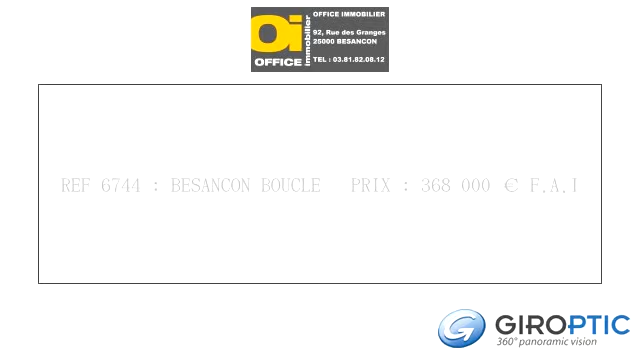 OFFICE IMMOBILIER
92, Rue des Granges
25000 BESANCON
TEL : 03.81.82.08.12
Oi
OFFICE
immobilier
REF 6744 : BESANCON BOUCLE PRIX : 368 000 € F.A.I
GIROPTIC
360° panoramic vision